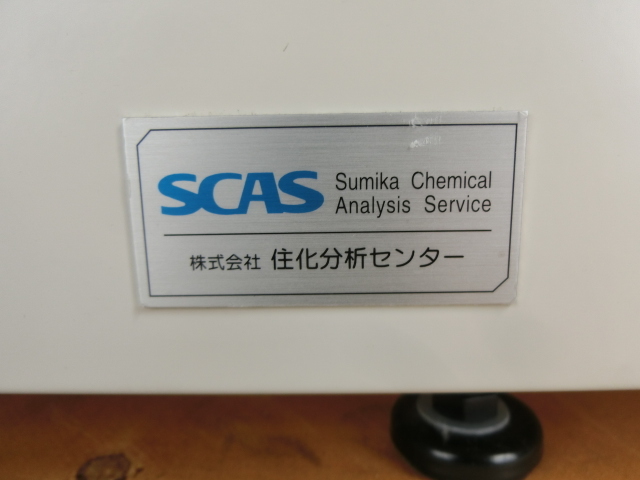 SCAS Sumika Chemical
Analysis Service
株式会社 住化分析センター